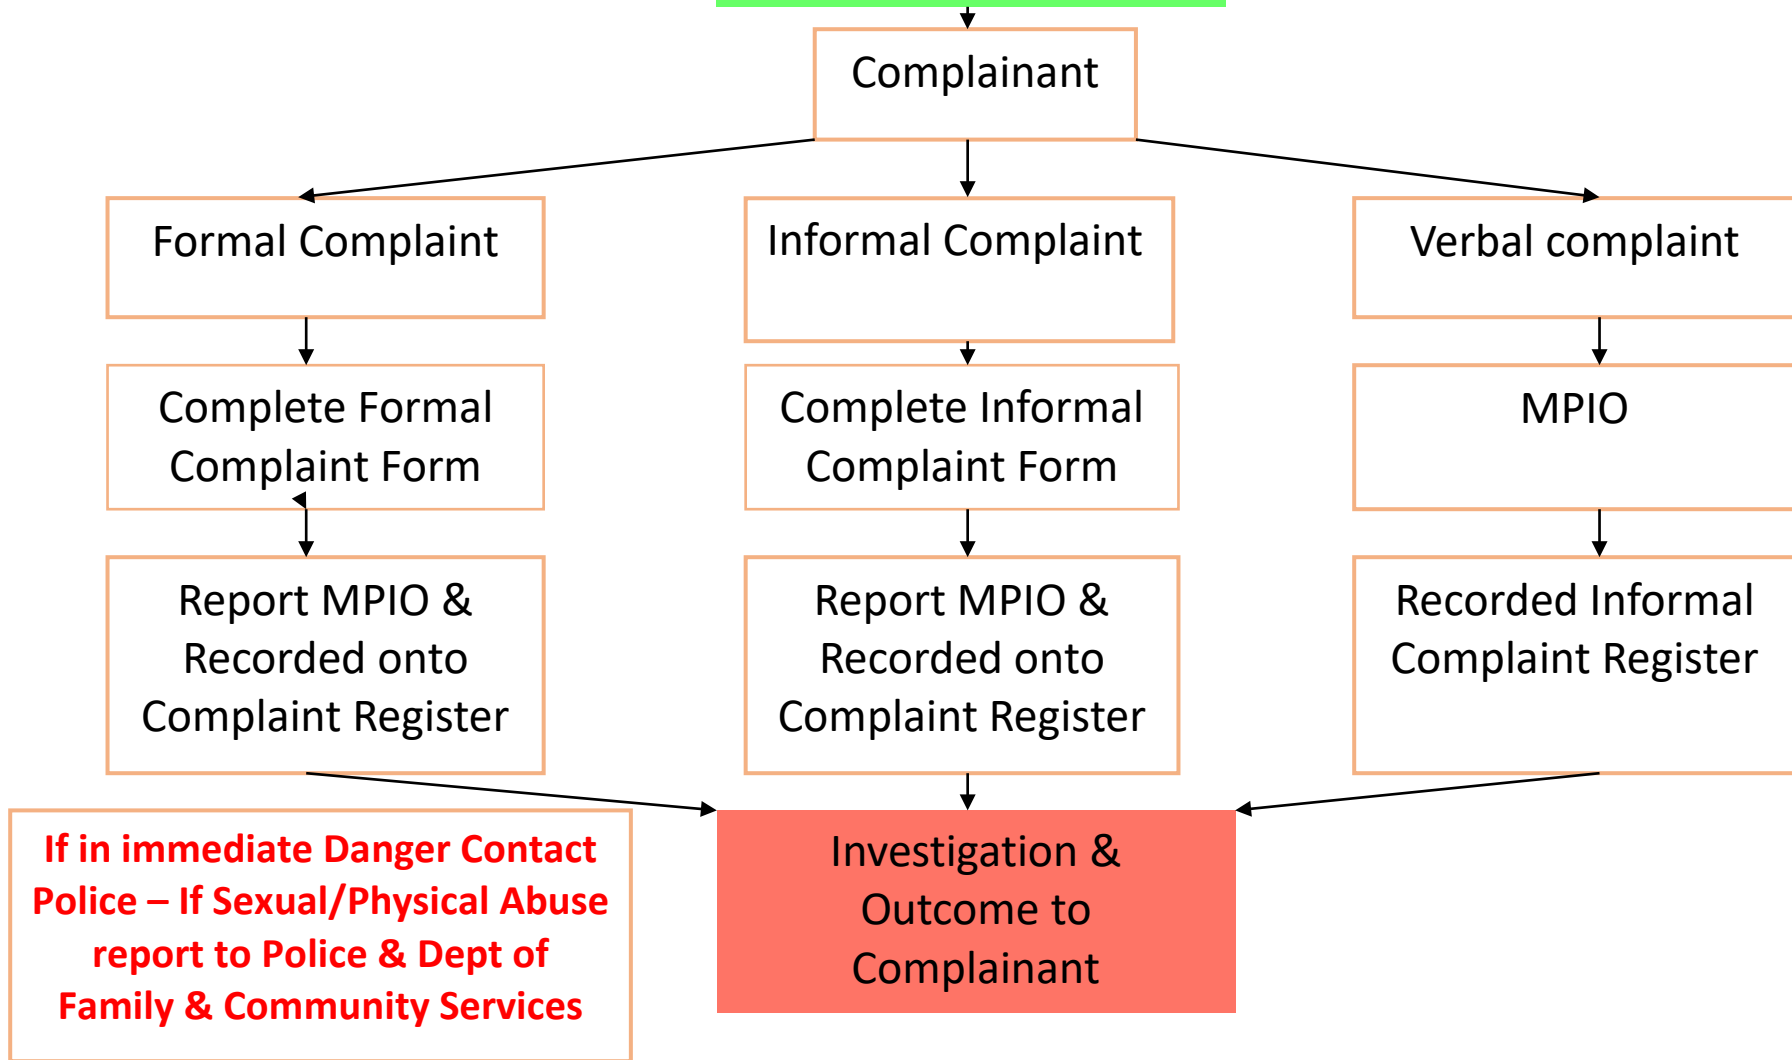 Complainant
Formal Complaint
Informal Complaint
Verbal complaint
Complete Formal
Complaint Form
Complete Informal
Complaint Form
MPIO
Report MPIO &
Recorded onto
Complaint Register
Report MPIO &
Recorded onto
Complaint Register
Recorded Informal
Complaint Register
If in immediate Danger Contact
Police – If Sexual/Physical Abuse
report to Police & Dept of
Family & Community Services
Investigation &
Outcome to
Complainant